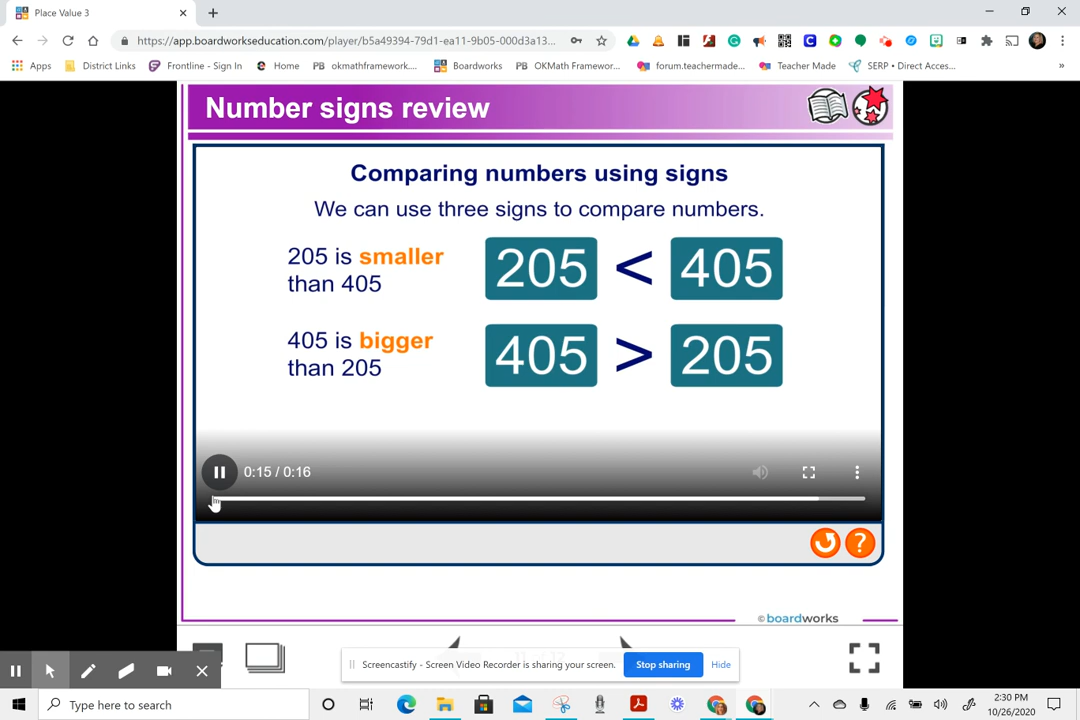 Place Value 3
https://app.boardworkseducation.com/player/b5a49394-79d1-ea11-9b05-000d3a13...
Apps
District Links
Frontline - Sign In
Home
PB okmathframework....
Boardworks
PB OKMath Framewor...
forum.teachermade...
Teacher Made
SERP - Direct Acces...
»
Number signs review
Comparing numbers using signs
We can use three signs to compare numbers.
205 is smaller
than 405
205 < 405
405 is bigger
than 205
405 > 205
0:15 / 0:16
?
©boardworks
Screencastify - Screen Video Recorder is sharing your screen.
Stop sharing
Hide
Type here to search
2:30 PM
10/26/2020